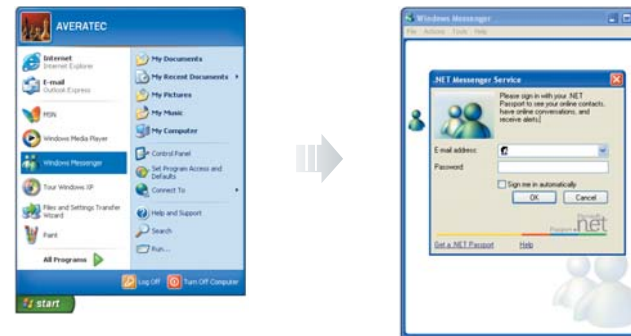 AVERATEC
Internet
Internet Explorer
E-mail
Outlook Express
MSN
Windows Media Player
Windows Messenger
Tour Windows XP
Files and Settings Transfer
Wizard
Paint
All Programs
My Documents
My Recent Documents
My Pictures
My Music
My Computer
Control Panel
Set Program Access and
Defaults
Connect To
Help and Support
Search
Run...
Log Off
Turn Off Computer
start
Windows Messenger
File Actions Tools Help
.NET Messenger Service
Please sign in with your .NET
Passport to see your online contacts,
have online conversations, and
receive alerts.
E-mail address:
Password:
Sign me in automatically
OK
Cancel
Microsoft
Passport
net
Get a .NET Passport
Help